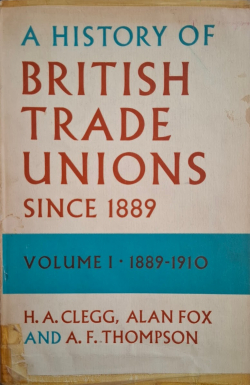 A HISTORY OF
BRITISH
TRADE
UNIONS
SINCE 1889
VOLUME I · 1889-1910
H. A. CLEGG, ALAN FOX
AND A. F. THOMPSON